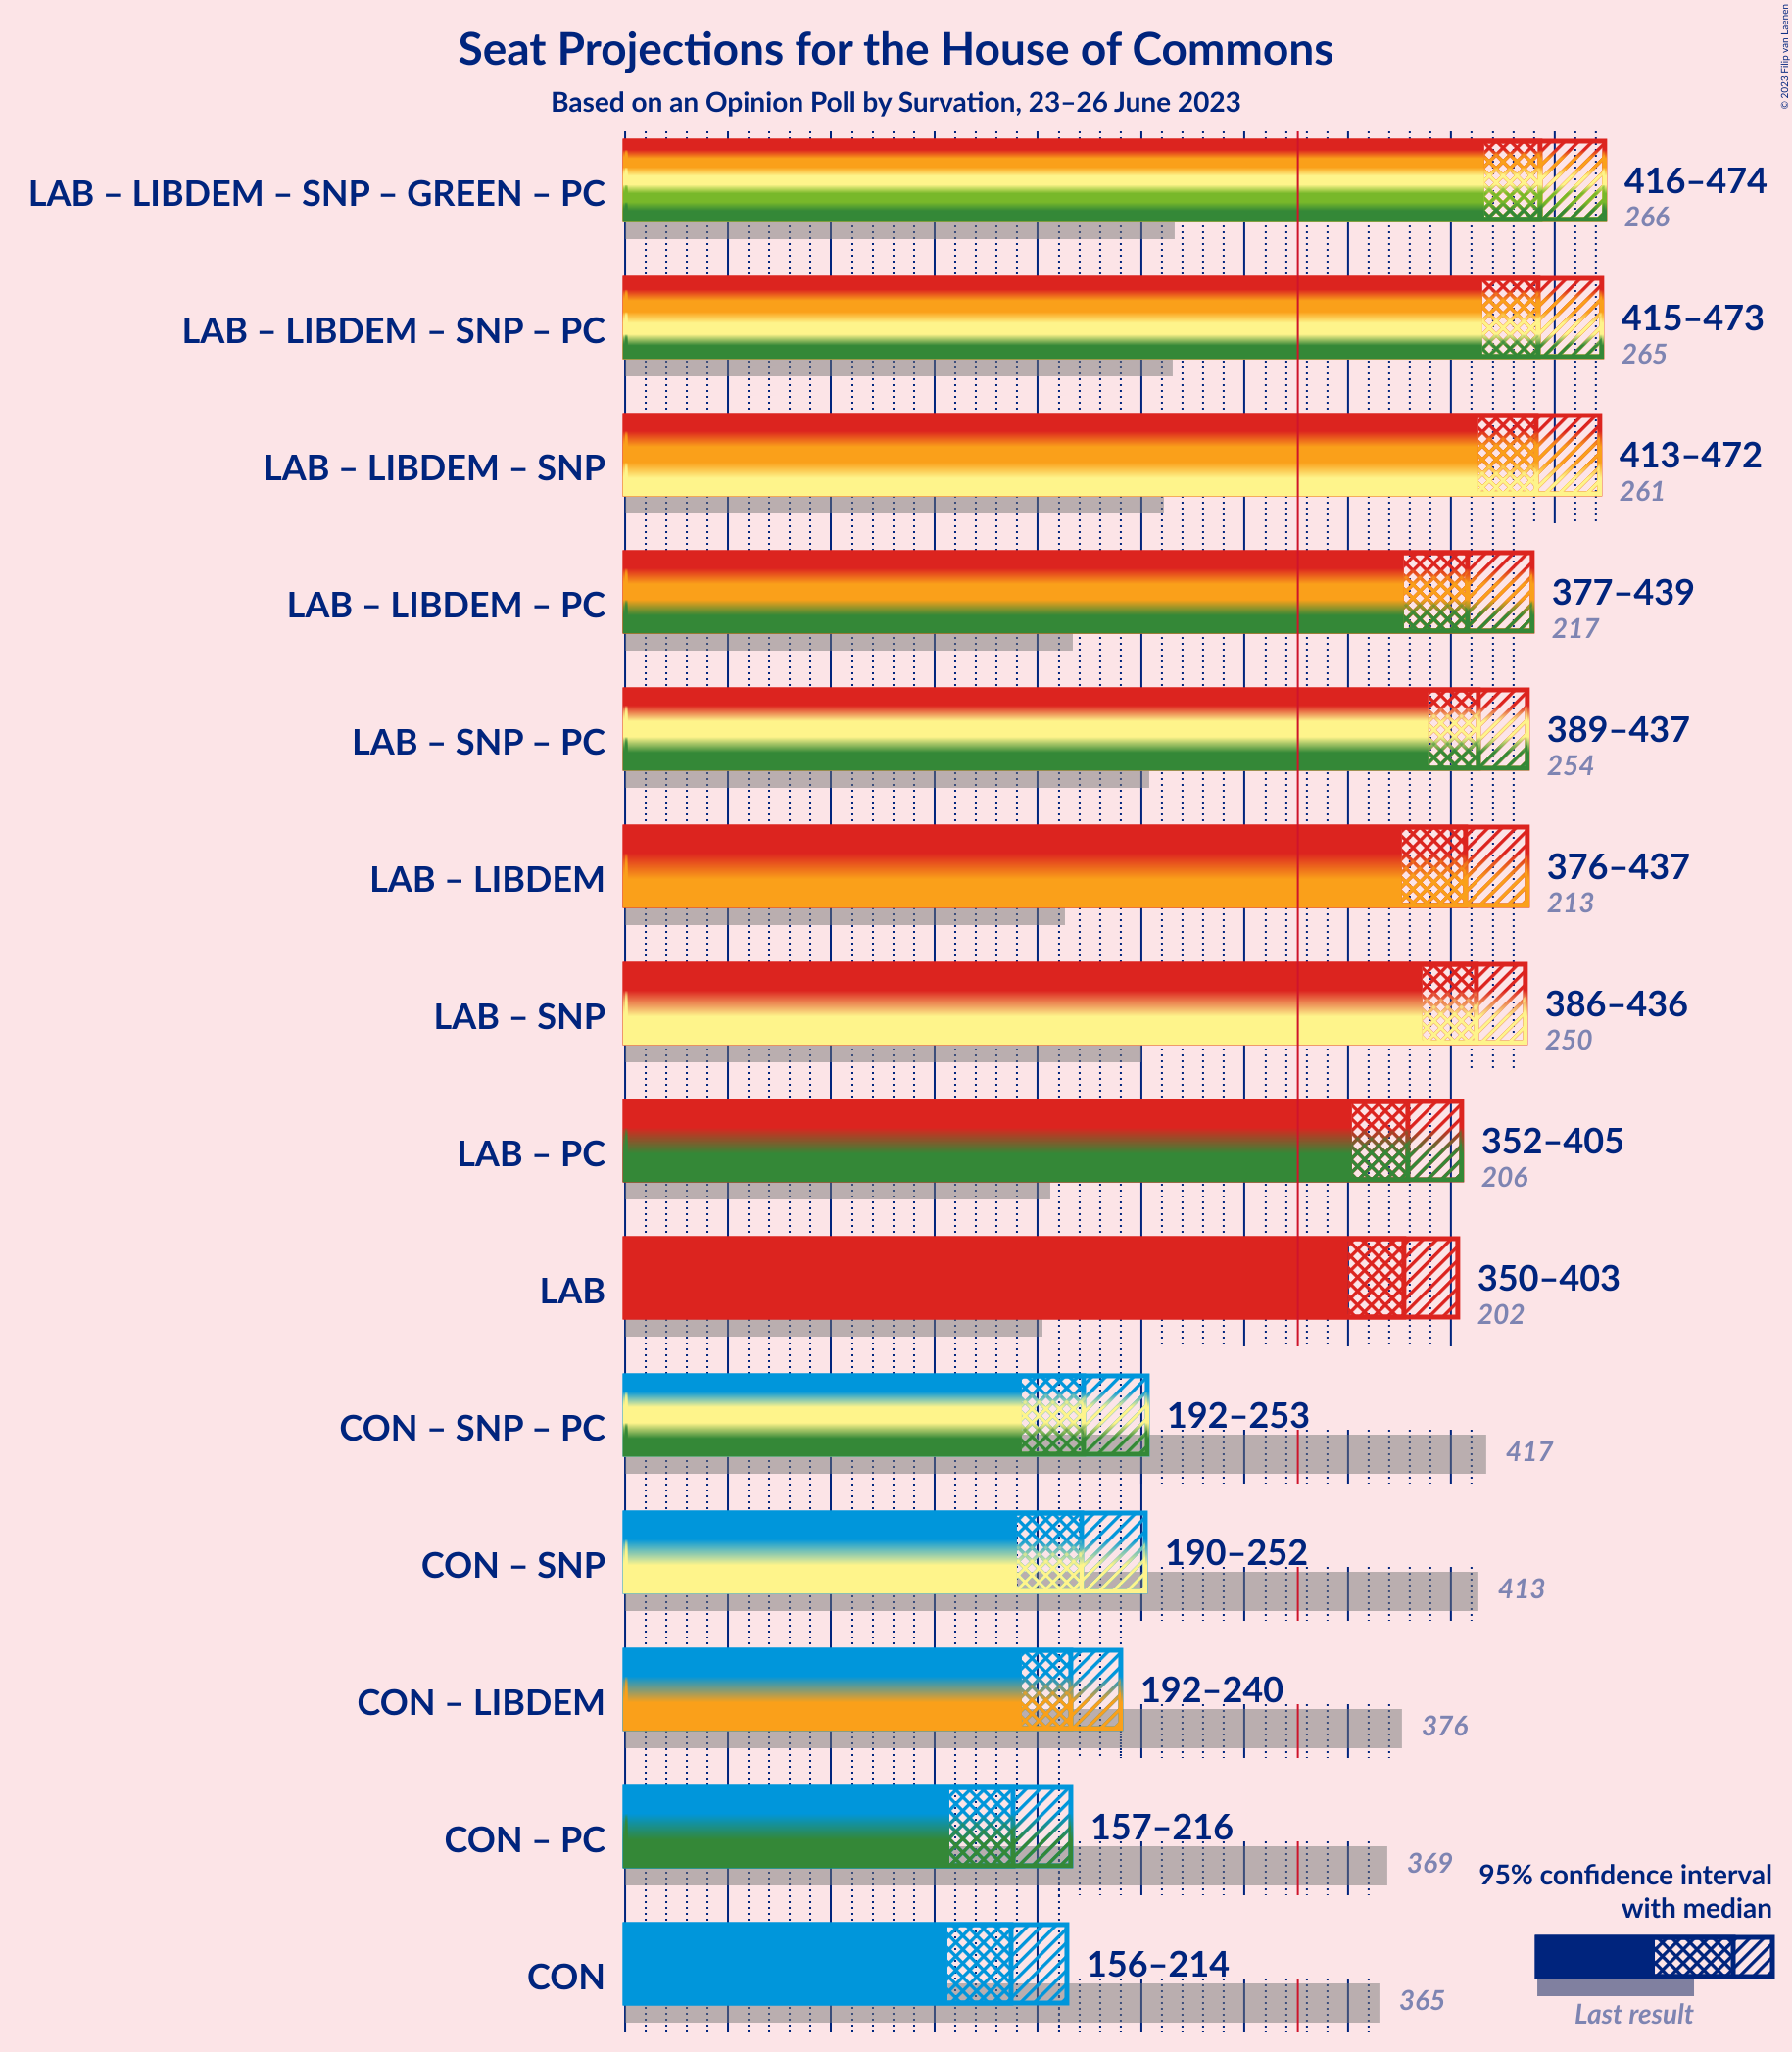 Seat Projections for the House of Commons
Based on an Opinion Poll by Survation, 23–26 June 2023
© 2023 Filip van Laenen
LAB – LIBDEM – SNP – GREEN – PC
416–474
266
LAB – LIBDEM – SNP – PC
415–473
265
LAB – LIBDEM – SNP
413–472
261
LAB – LIBDEM – PC
377–439
217
LAB – SNP – PC
389–437
254
LAB – LIBDEM
376–437
213
LAB – SNP
386–436
250
LAB – PC
352–405
206
LAB
350–403
202
CON – SNP – PC
192–253
417
CON – SNP
190–252
413
CON – LIBDEM
192–240
376
CON – PC
157–216
369
CON
156–214
365
95% confidence interval
with median
Last result